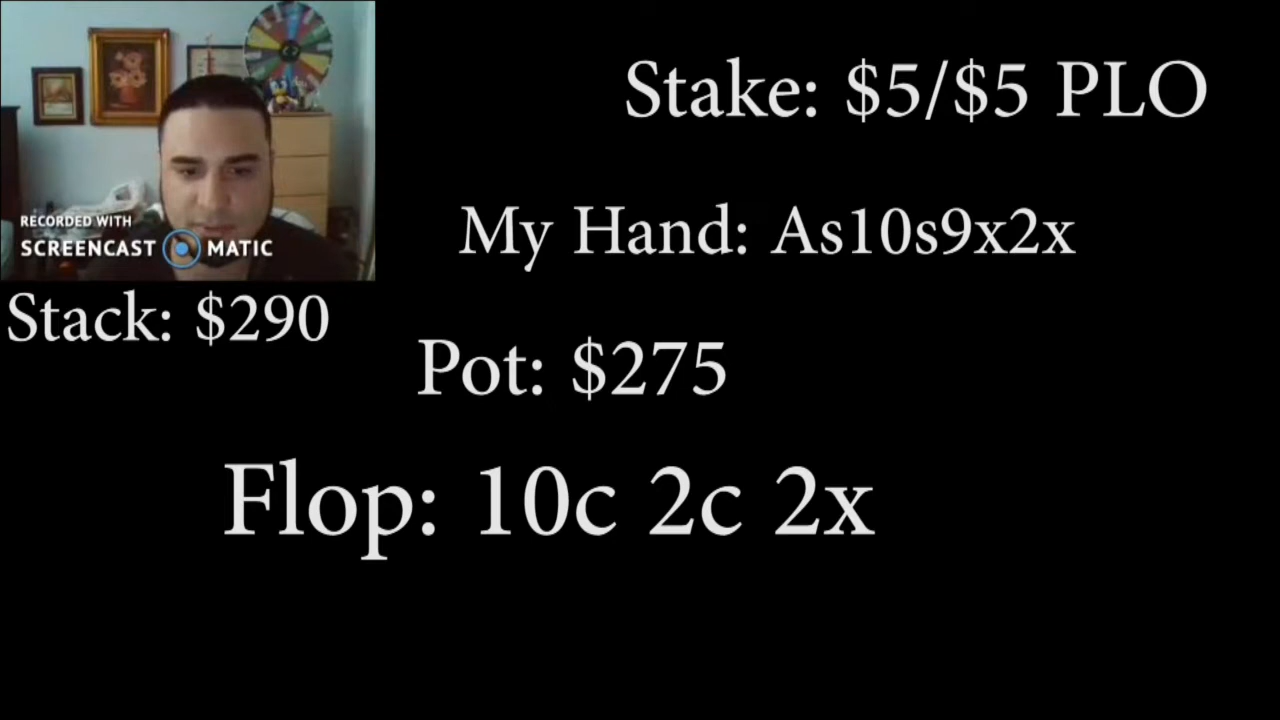 Stake: $5/$5 PLO
RECORDED WITH
SCREENCAST MATIC
My Hand: As10s9x2x
Stack: $290
Pot: $275
Flop: 10c 2c 2x